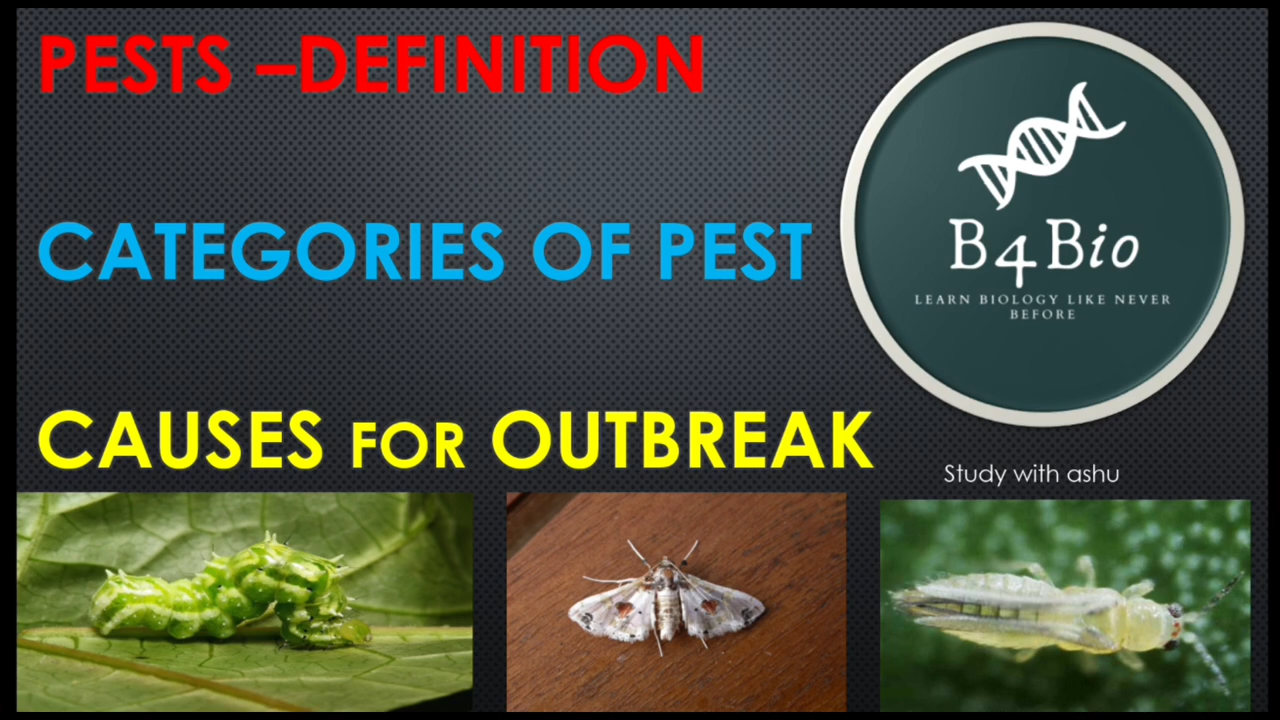 PESTS –DEFINITION
CATEGORIES OF PEST
CAUSES FOR OUTBREAK
B4Bio
LEARN BIOLOGY LIKE NEVER
BEFORE
Study with ashu